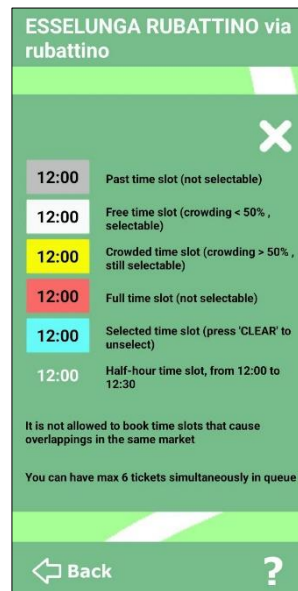 ESSELUNGA RUBATTINO via
rubattino
12:00 Past time slot (not selectable)
12:00 Free time slot (crowding < 50% ,
selectable)
12:00 Crowded time slot (crowding > 50% ,
still selectable)
12:00 Full time slot (not selectable)
12:00 Selected time slot (press 'CLEAR' to
unselect)
12:00 Half-hour time slot, from 12:00 to
12:30
It is not allowed to book time slots that cause
overlappings in the same market
You can have max 6 tickets simultaneously in queue
Back ?